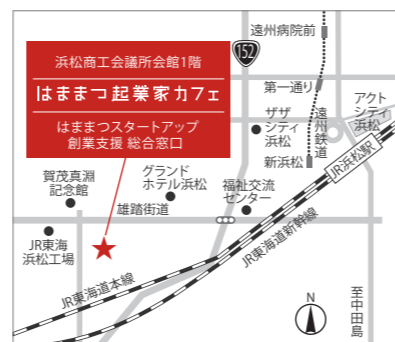 遠州病院前
浜松商工会議所会館1階
はままつ起業家カフェ
はままつスタートアップ
創業支援 総合窓口
152
第一通り
ザザ
シティ
浜松
遠州鉄道
アクト
シティ
浜松
新浜松
JR浜松駅
賀茂真淵
記念館
グランド
ホテル浜松
福祉交流
センター
雄踏街道
JR東海
浜松工場
JR東海道新幹線
JR東海道本線
N
至中田島